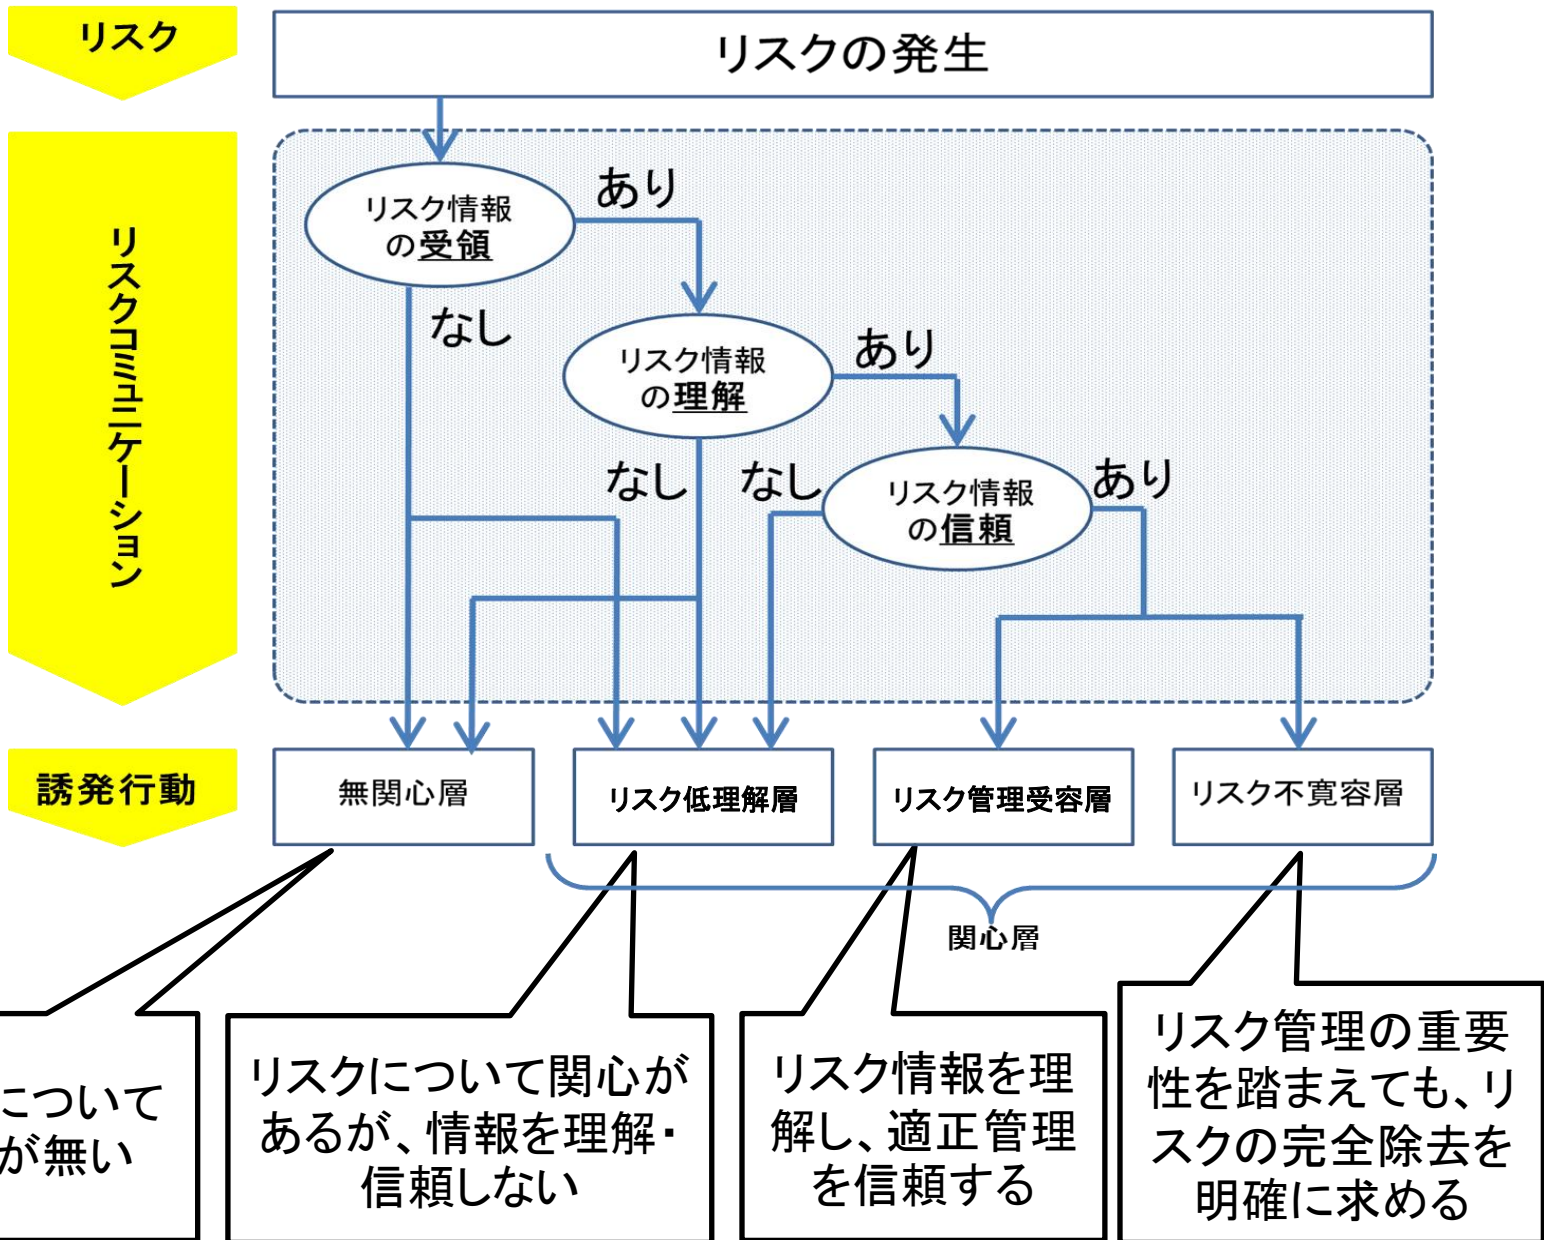 リスク
リスクの発生
リスクコミュニケーション
リスク情報
の受領
あり
なし
リスク情報
の理解
あり
なし
リスク情報
の信頼
なし
あり
誘発行動
無関心層
リスク低理解層
リスク管理受容層
リスク不寛容層
関心層
について
が無い
リスクについて関心が
あるが、情報を理解・
信頼しない
リスク情報を理
解し、適正管理
を信頼する
リスク管理の重要
性を踏まえても、リ
スクの完全除去を
明確に求める